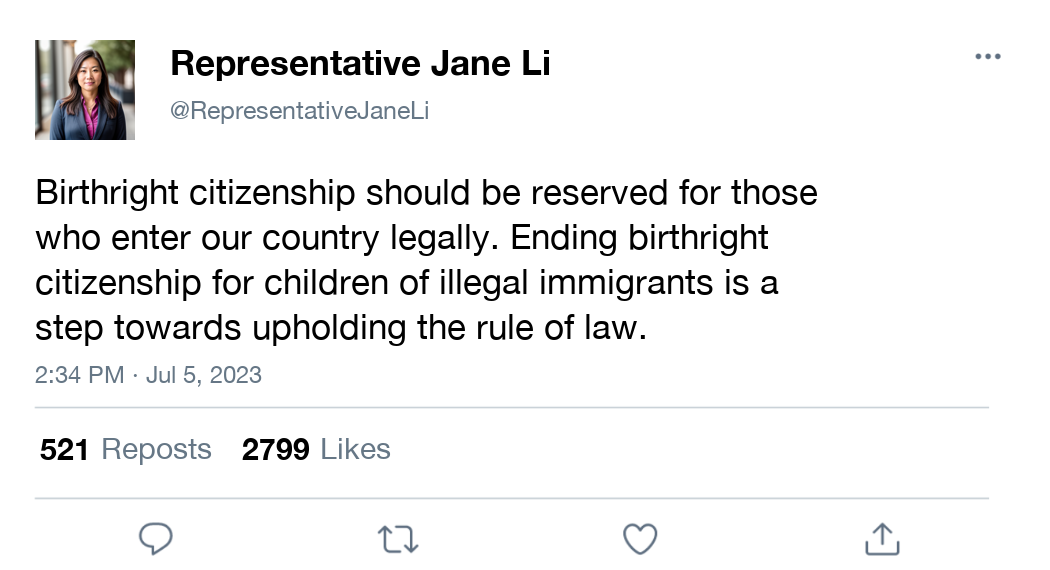 Representative Jane Li
@RepresentativeJaneLi
Birthright citizenship should be reserved for those
who enter our country legally. Ending birthright
citizenship for children of illegal immigrants is a
step towards upholding the rule of law.
2:34 PM · Jul 5, 2023
521 Reposts 2799 Likes